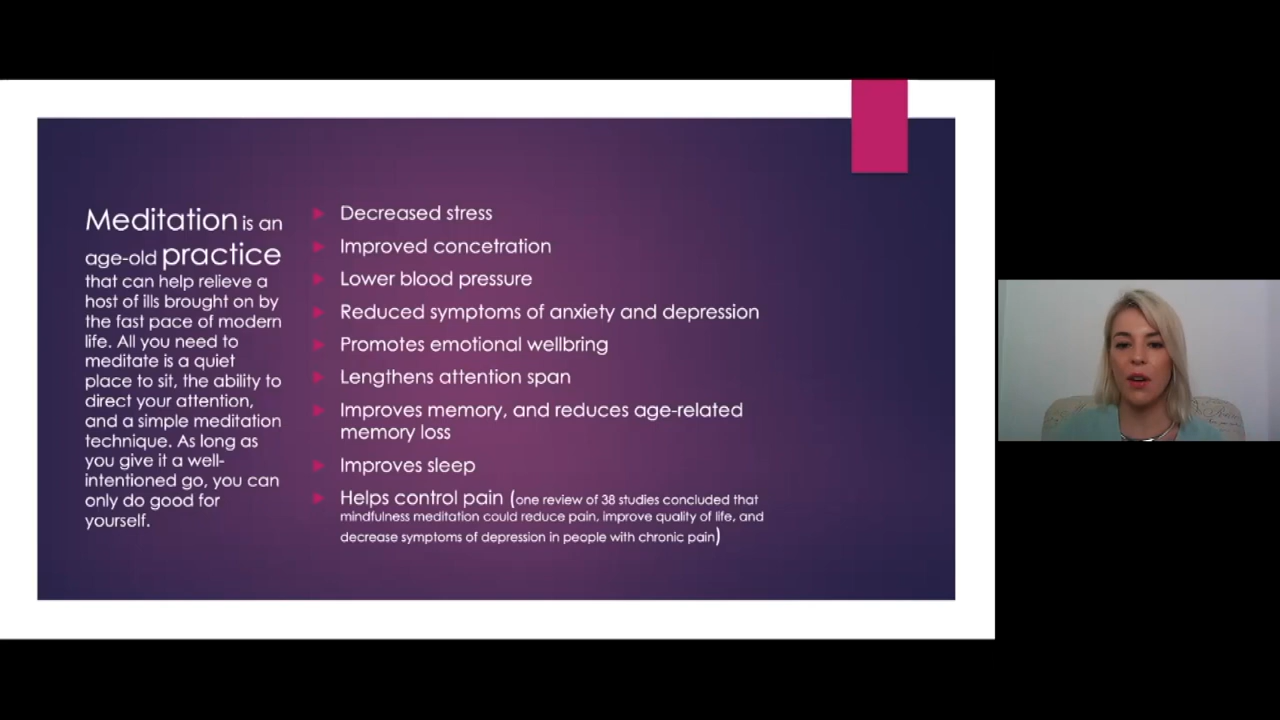 Meditation is an
age-old practice
that can help relieve a
host of ills brought on by
the fast pace of modern
life. All you need to
meditate is a quiet
place to sit, the ability to
direct your attention,
and a simple meditation
technique. As long as
you give it a well-
intentioned go, you can
only do good for
yourself.
Decreased stress
Improved concetration
Lower blood pressure
Reduced symptoms of anxiety and depression
Promotes emotional wellbring
Lengthens attention span
Improves memory, and reduces age-related
memory loss
Improves sleep
Helps control pain (one review of 38 studies concluded that
mindfulness meditation could reduce pain, improve quality of life, and
decrease symptoms of depression in people with chronic pain)